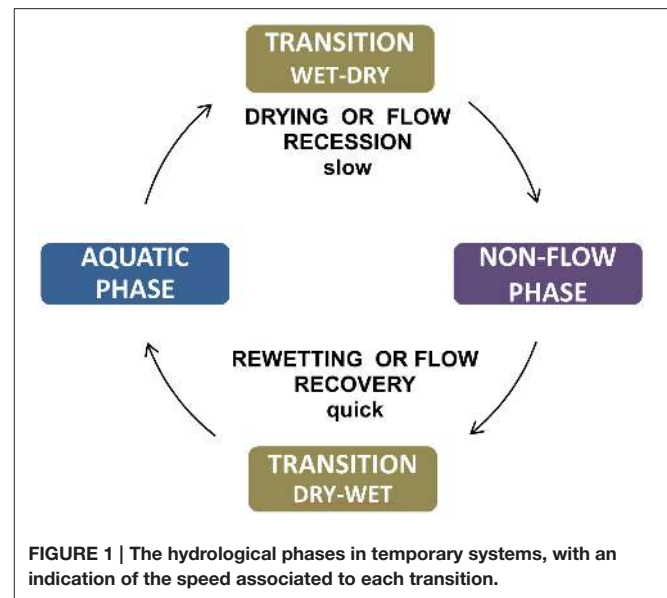 TRANSITION
WET-DRY
DRYING OR FLOW
RECESSION
slow
AQUATIC
PHASE
NON-FLOW
PHASE
REWETTING OR FLOW
RECOVERY
quick
TRANSITION
DRY-WET
FIGURE 1 | The hydrological phases in temporary systems, with an
indication of the speed associated to each transition.